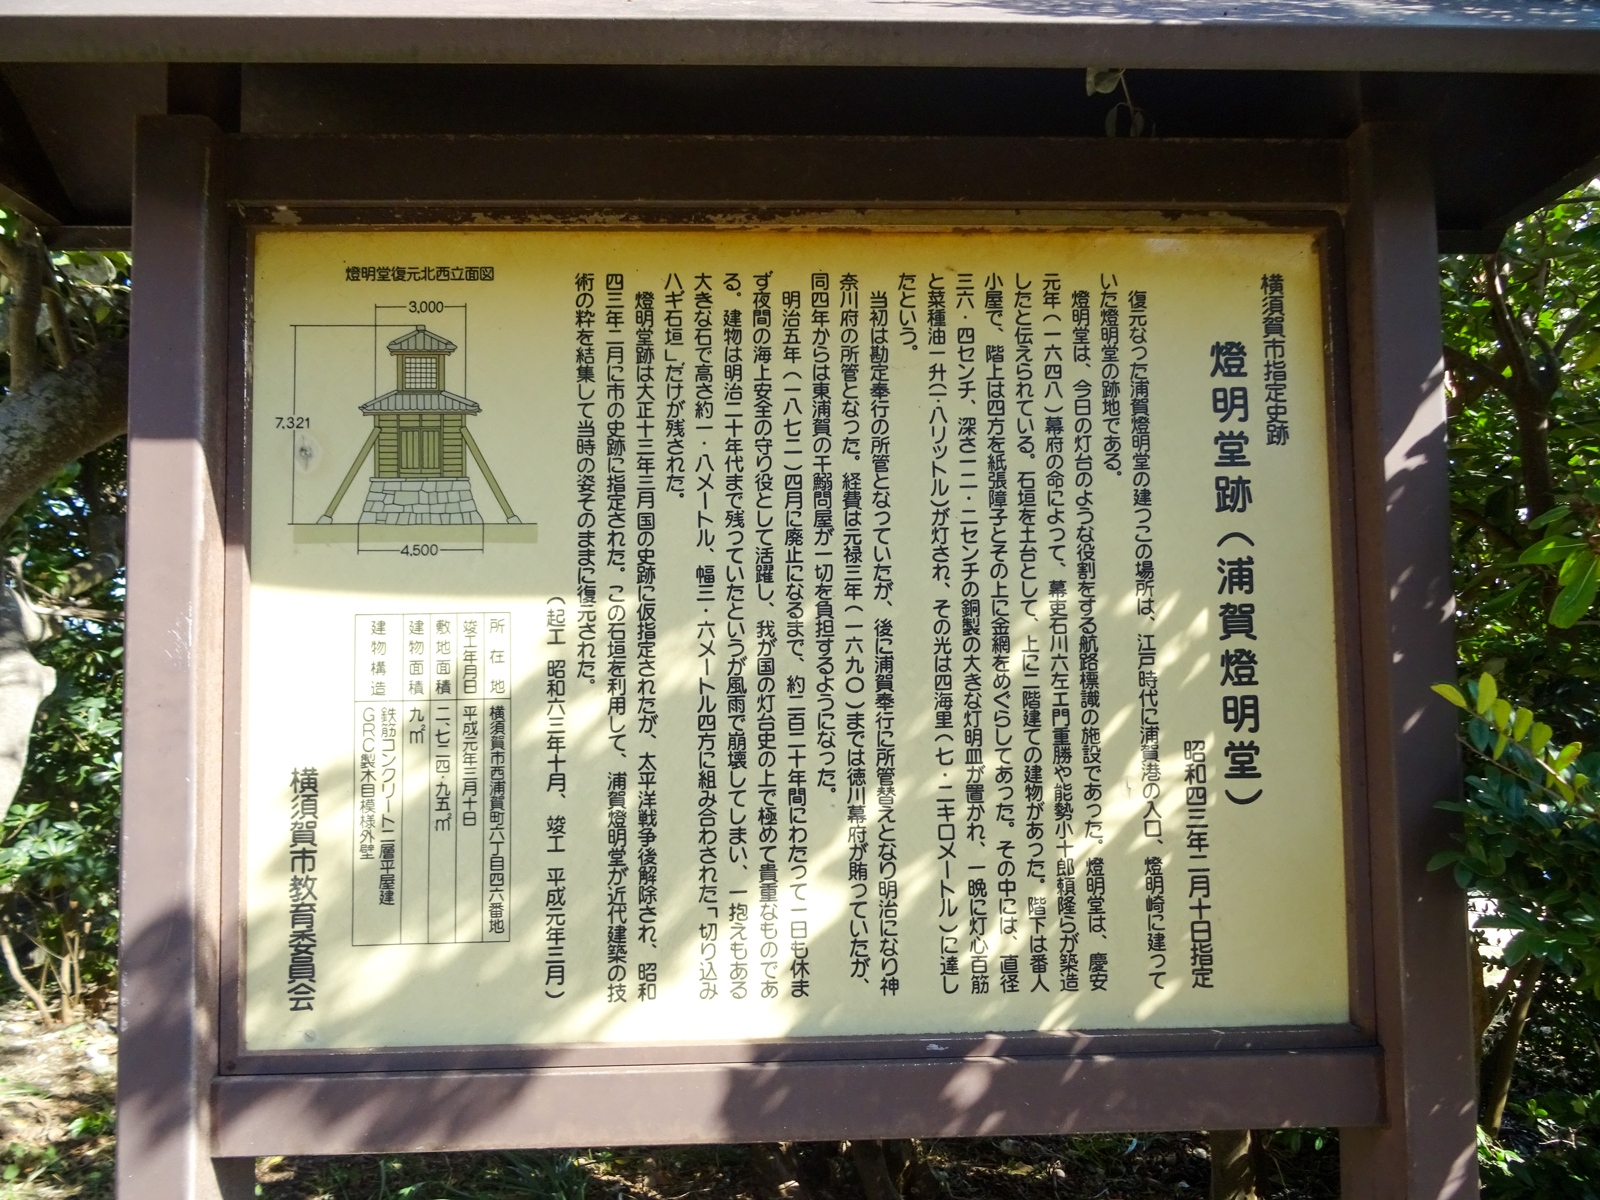 横須賀市指定史跡
燈明堂跡（浦賀燈明堂）
昭和四三年二月十日指定
復元なった浦賀燈明堂の建つこの場所は、江戸時代に浦賀港の入口、燈明崎に建って
いた燈明堂の跡地である。
燈明堂は、今日の灯台のような役割をする航路標識の施設であった。燈明堂は、慶安
元年（一六四八）幕府の命によって、幕吏石川六左エ門重勝や能勢小十郎頼隆らが築造
したと伝えられている。石垣を土台として、上に二階建ての建物があった。階下は番人
小屋で、階上は四方を紙張障子とその上に金網をめぐらしてあった。その中には、直径
三六・四センチ、深さ二一・二センチの銅製の大きな灯明皿が置かれ、一晩に灯心百筋
と菜種油一升（一・八リットル）が灯され、その光は四海里（七・二キロメートル）に達し
たという。
当初は勘定奉行の所管となつていたが、後に浦賀奉行に所管替えとなり明治になり神
奈川府の所管となった。経費は元禄三年（一六九〇）までは徳川幕府が賄っていたが、
同四年からは東浦賀の干鰯問屋が一切を負担するようになった。
明治五年（一八七二）四月に廃止になるまで、約二百二十年間にわたって一日も休ま
ず夜間の海上安全の守り役として活躍し、我が国の灯台史の上で極めて貴重なものであ
る。建物は明治二十年代まで残っていたというが風雨で崩壊してしまい、一抱えもある
大きな石で高さ約一・八メートル、幅三・六メートル四方に組み合わされた「切り込み
ハギ石垣」だけが残された。
燈明堂跡は大正十三年三月国の史跡に仮指定されたが、太平洋戦争後解除され、昭和
四三年二月に市の史跡に指定された。この石垣を利用して、浦賀燈明堂が近代建築の技
術の粋を結集して当時の姿そのままに復元された。
（起工 昭和六三年十月、 竣工 平成元年三月）
燈明堂復元北西立面図
3,000
7.321
4,500
所在地 横須賀市西浦賀町六丁目四六番地
竣工年月日 平成元年三月十日
敷地面積 二、七二四・九五㎡
建物面積 九㎡
建物構造 鉄筋コンクリート二層平屋建
GRC製木目模様外壁
横須賀市教育委員会